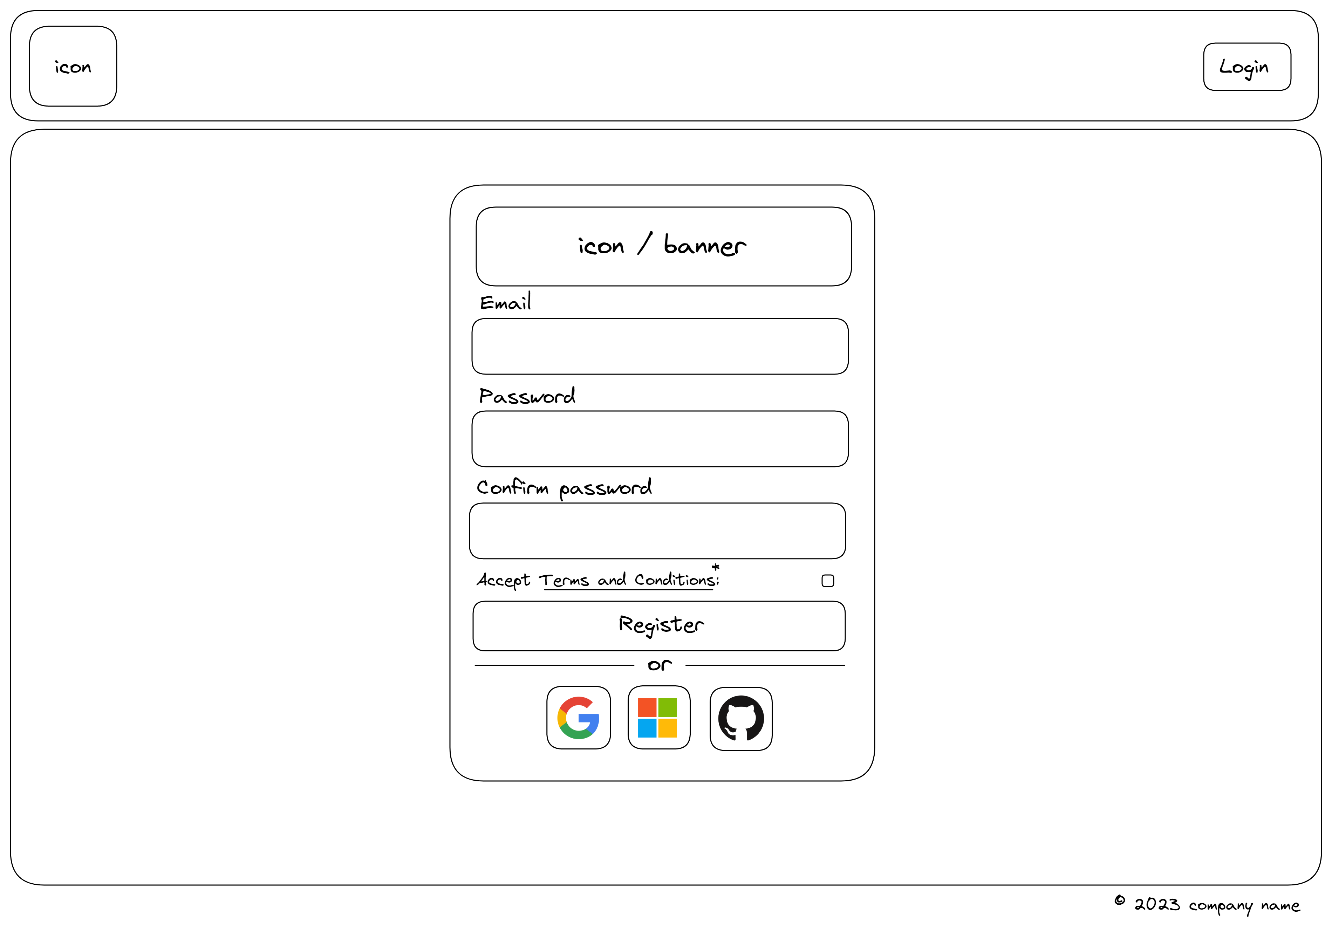 icon
Login
icon / banner
Email
Password
Confirm password
Accept Terms and Conditions:*
Register
or
© 2023 company name